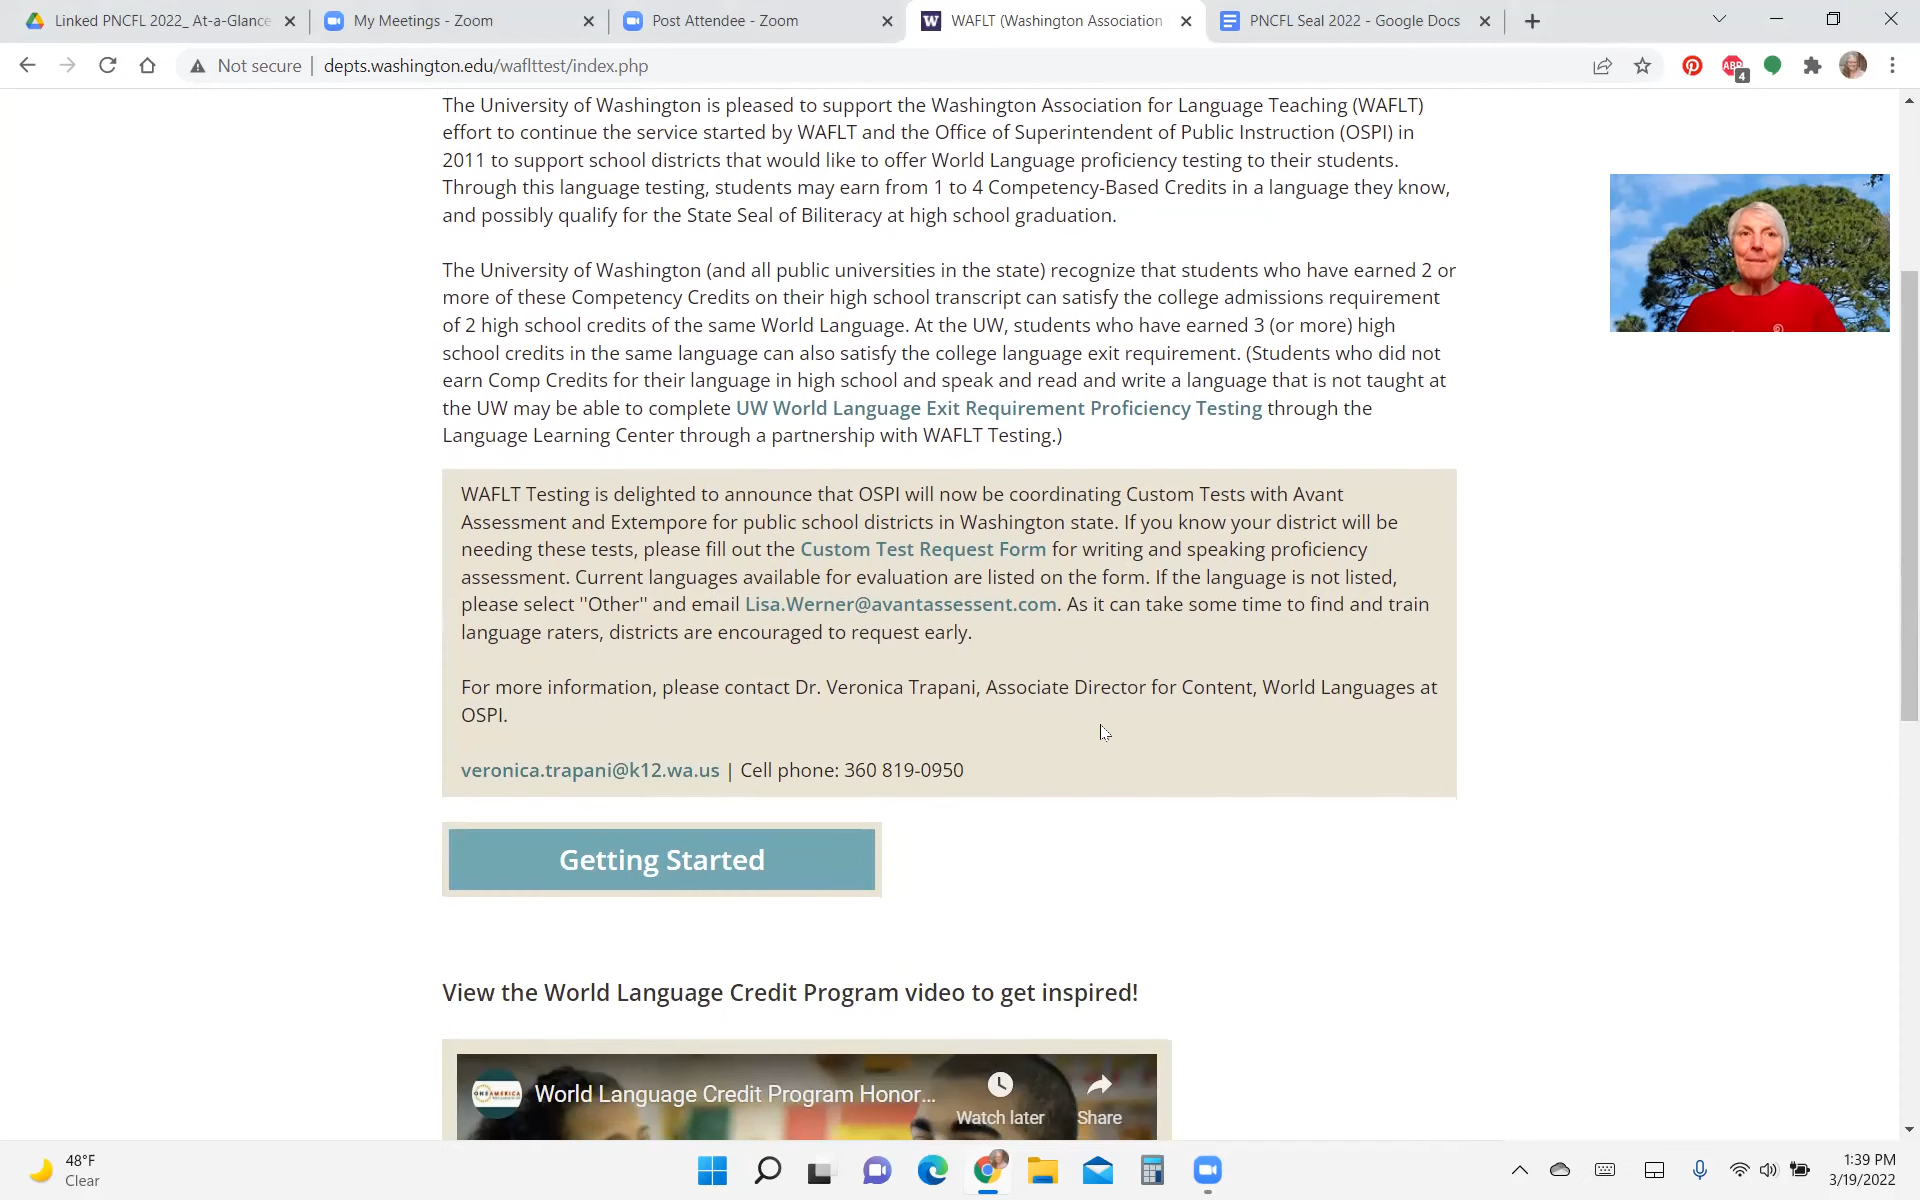 Linked PNCFL 2022_ At-a-Glance
My Meetings - Zoom
Post Attendee - Zoom
W
WAFLT (Washington Association
PNCFL Seal 2022 - Google Docs
Not secure
depts.washington.edu/waflttest/index.php
ABP
4
The University of Washington is pleased to support the Washington Association for Language Teaching (WAFLT)
effort to continue the service started by WAFLT and the Office of Superintendent of Public Instruction (OSPI) in
2011 to support school districts that would like to offer World Language proficiency testing to their students.
Through this language testing, students may earn from 1 to 4 Competency-Based Credits in a language they know,
and possibly qualify for the State Seal of Biliteracy at high school graduation.
The University of Washington (and all public universities in the state) recognize that students who have earned 2 or
more of these Competency Credits on their high school transcript can satisfy the college admissions requirement
of 2 high school credits of the same World Language. At the UW, students who have earned 3 (or more) high
school credits in the same language can also satisfy the college language exit requirement. (Students who did not
earn Comp Credits for their language in high school and speak and read and write a language that is not taught at
the UW may be able to complete UW World Language Exit Requirement Proficiency Testing through the
Language Learning Center through a partnership with WAFLT Testing.)
WAFLT Testing is delighted to announce that OSPI will now be coordinating Custom Tests with Avant
Assessment and Extempore for public school districts in Washington state. If you know your district will be
needing these tests, please fill out the Custom Test Request Form for writing and speaking proficiency
assessment. Current languages available for evaluation are listed on the form. If the language is not listed,
please select "Other" and email Lisa.Werner@avantassessent.com. As it can take some time to find and train
language raters, districts are encouraged to request early.
For more information, please contact Dr. Veronica Trapani, Associate Director for Content, World Languages at
OSPI.
veronica.trapani@k12.wa.us | Cell phone: 360 819-0950
Getting Started
View the World Language Credit Program video to get inspired!
ONEAMERICA
World Language Credit Program Honor...
Watch later
Share
48°F
Clear
1:39 PM
3/19/2022